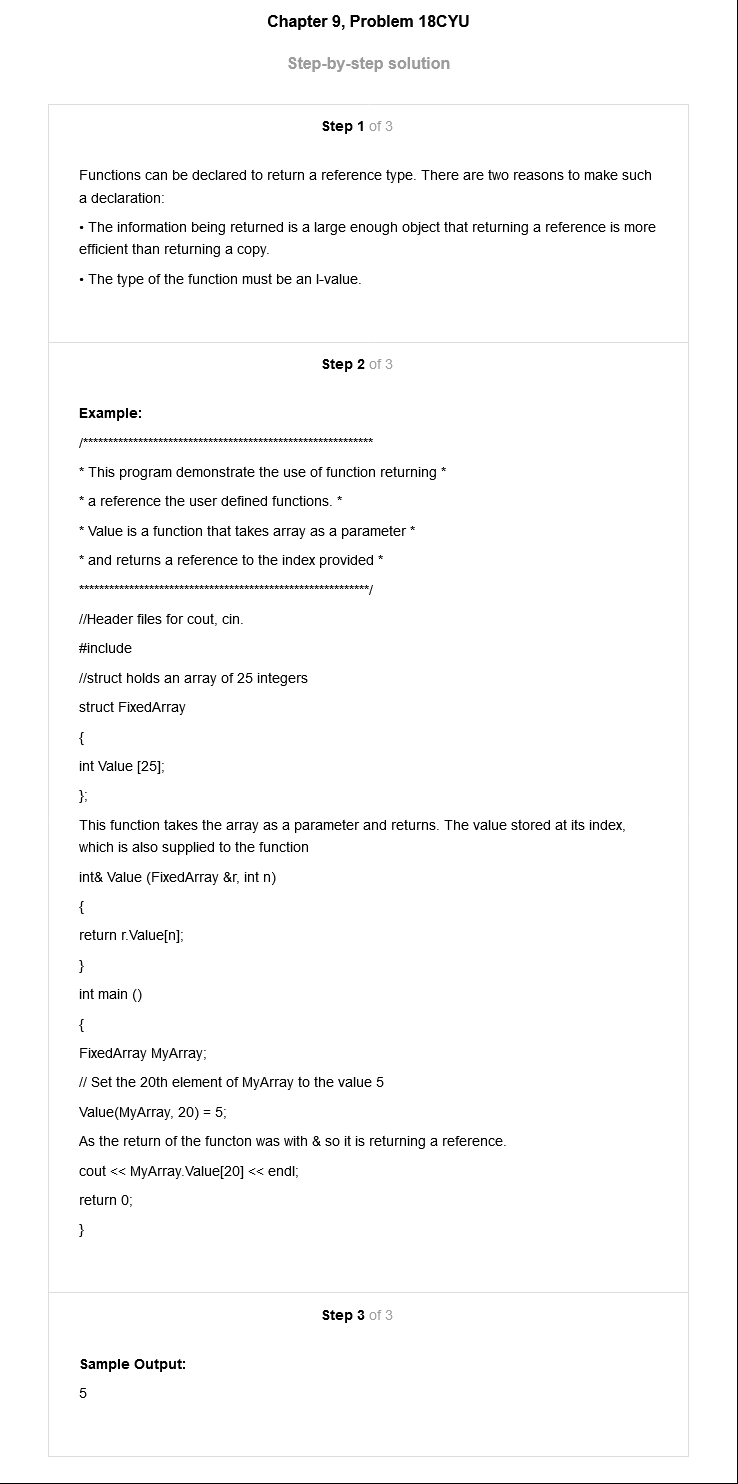 Chapter 9, Problem 18CYU
Step-by-step solution
Step 1 of 3
Functions can be declared to return a reference type. There are two reasons to make such
a declaration:
• The information being returned is a large enough object that returning a reference is more
efficient than returning a copy.
• The type of the function must be an l-value.
Step 2 of 3
Example:
/**********************************************************
* This program demonstrate the use of function returning *
* a reference the user defined functions. *
* Value is a function that takes array as a parameter *
* and returns a reference to the index provided *
**********************************************************/
//Header files for cout, cin.
#include
//struct holds an array of 25 integers
struct FixedArray
{
int Value [25];
};
This function takes the array as a parameter and returns. The value stored at its index,
which is also supplied to the function
int& Value (FixedArray &r, int n)
{
return r.Value[n];
}
int main ()
{
FixedArray MyArray;
// Set the 20th element of MyArray to the value 5
Value(MyArray, 20) = 5;
As the return of the functon was with & so it is returning a reference.
cout << MyArray.Value[20] << endl;
return 0;
}
Step 3 of 3
Sample Output:
5